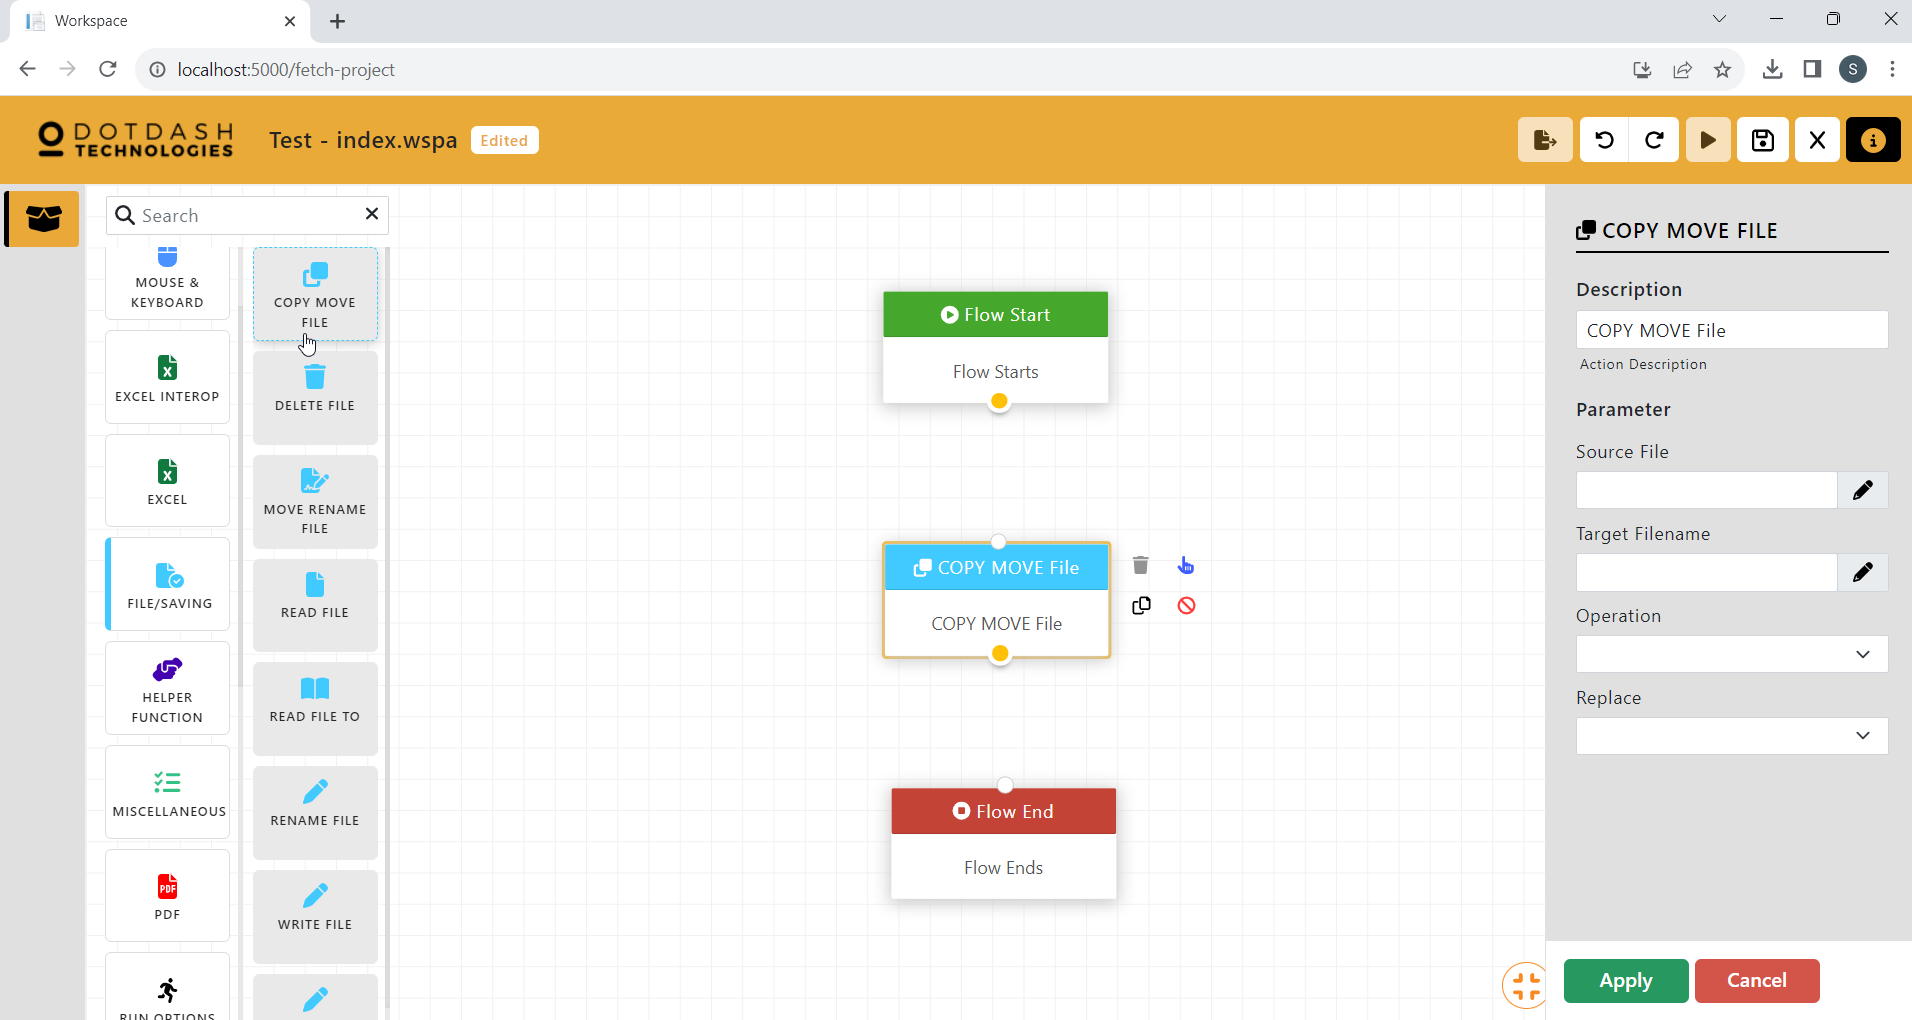 Workspace
localhost:5000/fetch-project
S
DOTDASH
TECHNOLOGIES
Test - index.wspa
Edited
Search
MOUSE &
KEYBOARD
EXCEL INTEROP
EXCEL
FILE/SAVING
HELPER
FUNCTION
MISCELLANEOUS
PDF
PDF
RUN OPTIONS
COPY MOVE
FILE
DELETE FILE
MOVE RENAME
FILE
READ FILE
READ FILE TO
RENAME FILE
WRITE FILE
Flow Start
Flow Starts
COPY MOVE File
COPY MOVE File
Flow End
Flow Ends
COPY MOVE FILE
Description
COPY MOVE File
Action Description
Parameter
Source File
Target Filename
Operation
Replace
Apply
Cancel